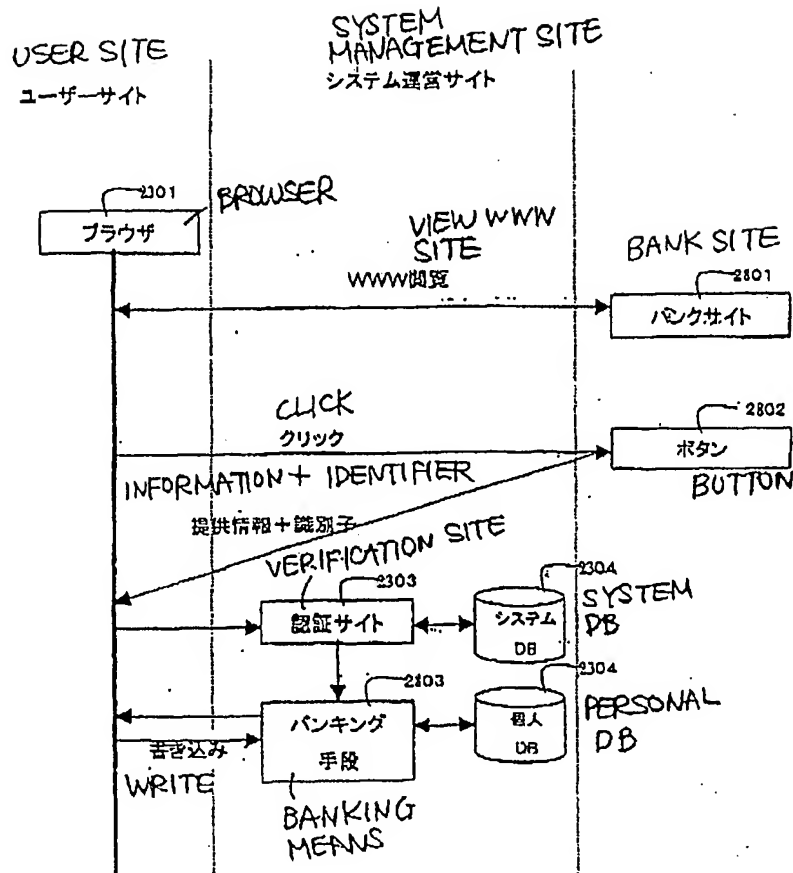 USER SITE
ユーザーサイト
SYSTEM
MANAGEMENT SITE
システム運営サイト
2301
BROWSER
ブラウザ
VIEW WWW
SITE
WWW閲覧
BANK SITE
2801
バンクサイト
CLICK
クリック
2802
ボタン
BUTTON
INFORMATION + IDENTIFIER
提供情報+識別子
VERIFICATION SITE
2303
認証サイト
2304
システム
DB
SYSTEM
DB
2803
バンキング
手段
2304
個人
DB
PERSONAL
DB
書き込み
WRITE
BANKING
MEANS